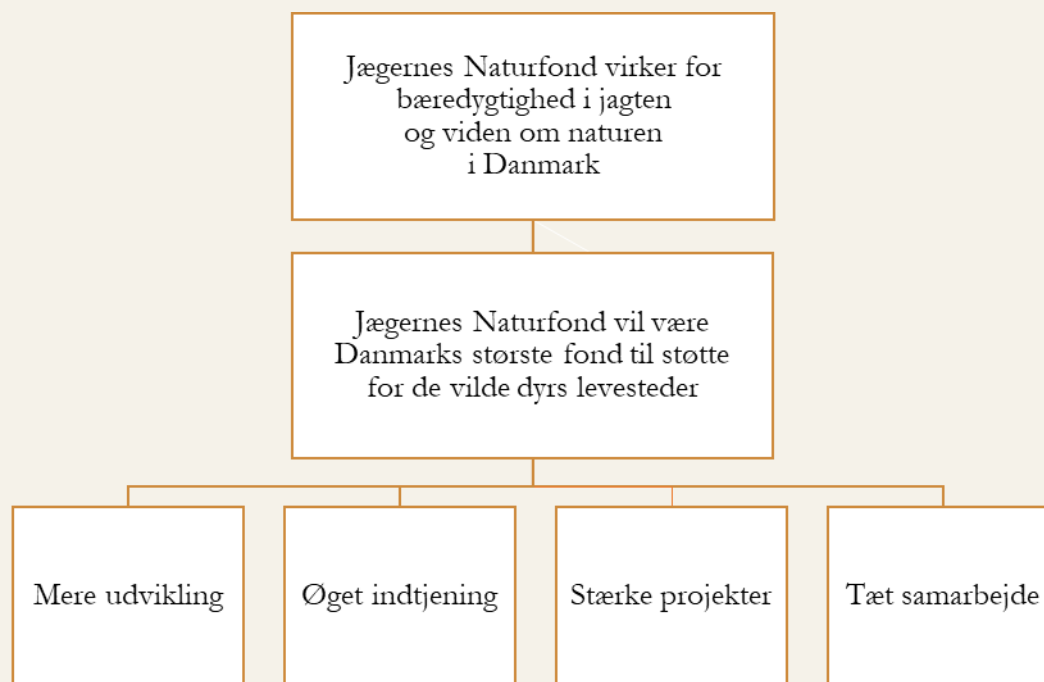 Jægernes Naturfond virker for
bæredygtighed i jagten
og viden om naturen
i Danmark
Jægernes Naturfond vil være
Danmarks største fond til støtte
for de vilde dyrs levesteder
Mere udvikling
Øget indtjening
Stærke projekter
Tæt samarbejde